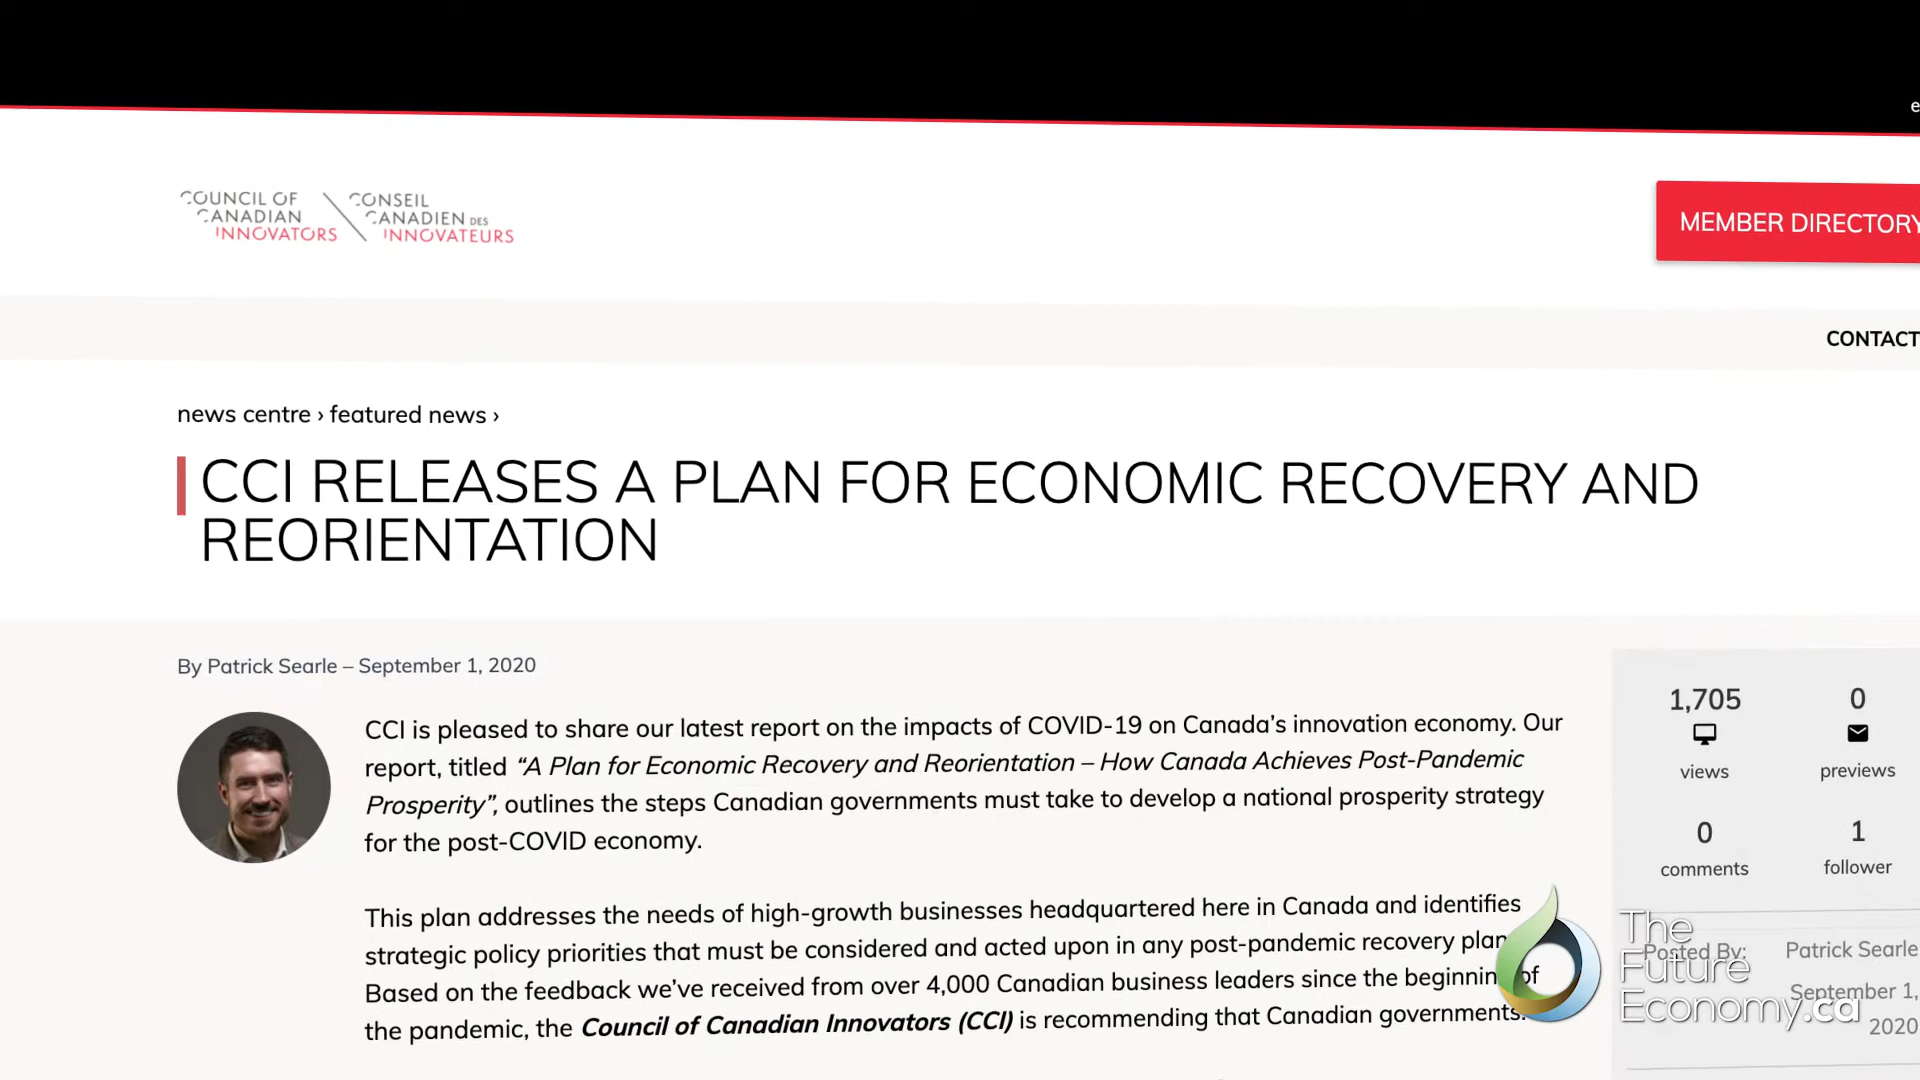 COUNCIL OF CANADIAN INNOVATORS
CONSEIL CANADIEN DES INNOVATEURS
MEMBER DIRECTORY
CONTACT
news centre › featured news ›
CCI RELEASES A PLAN FOR ECONOMIC RECOVERY AND
REORIENTATION
By Patrick Searle – September 1, 2020
CCI is pleased to share our latest report on the impacts of COVID-19 on Canada's innovation economy. Our
report, titled “A Plan for Economic Recovery and Reorientation – How Canada Achieves Post-Pandemic
Prosperity”, outlines the steps Canadian governments must take to develop a national prosperity strategy
for the post-COVID economy.
This plan addresses the needs of high-growth businesses headquartered here in Canada and identifies
strategic policy priorities that must be considered and acted upon in any post-pandemic recovery plan
Based on the feedback we've received from over 4,000 Canadian business leaders since the beginning of
the pandemic, the Council of Canadian Innovators (CCI) is recommending that Canadian governments:
1,705
views
0
previews
0
comments
1
follower
Posted By:
Patrick Searle
September 1,
2020
The
Future
Economy.ca